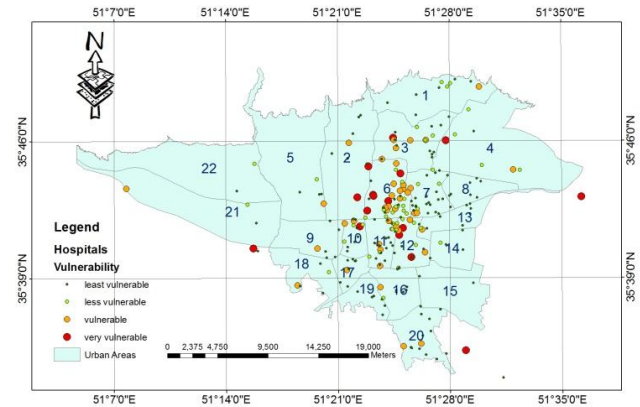 51°7'0"E 51°14'0"E 51°21'0"E 51°28'0"E 51°35'0"E
N
35°46'0"N 35°46'0"N
35°39'0"N 35°39'0"N
1
3
4
5
2
22
6
7
8
21
13
9
10
11
12
14
18
17
19
16
15
20
Legend
Hospitals
Vulnerability
least vulnerable
less vulnerable
vulnerable
very vulnerable
Urban Areas
0 2,375 4,750 9,500 14,250 19,000
Meters
51°7'0"E 51°14'0"E 51°21'0"E 51°28'0"E 51°35'0"E